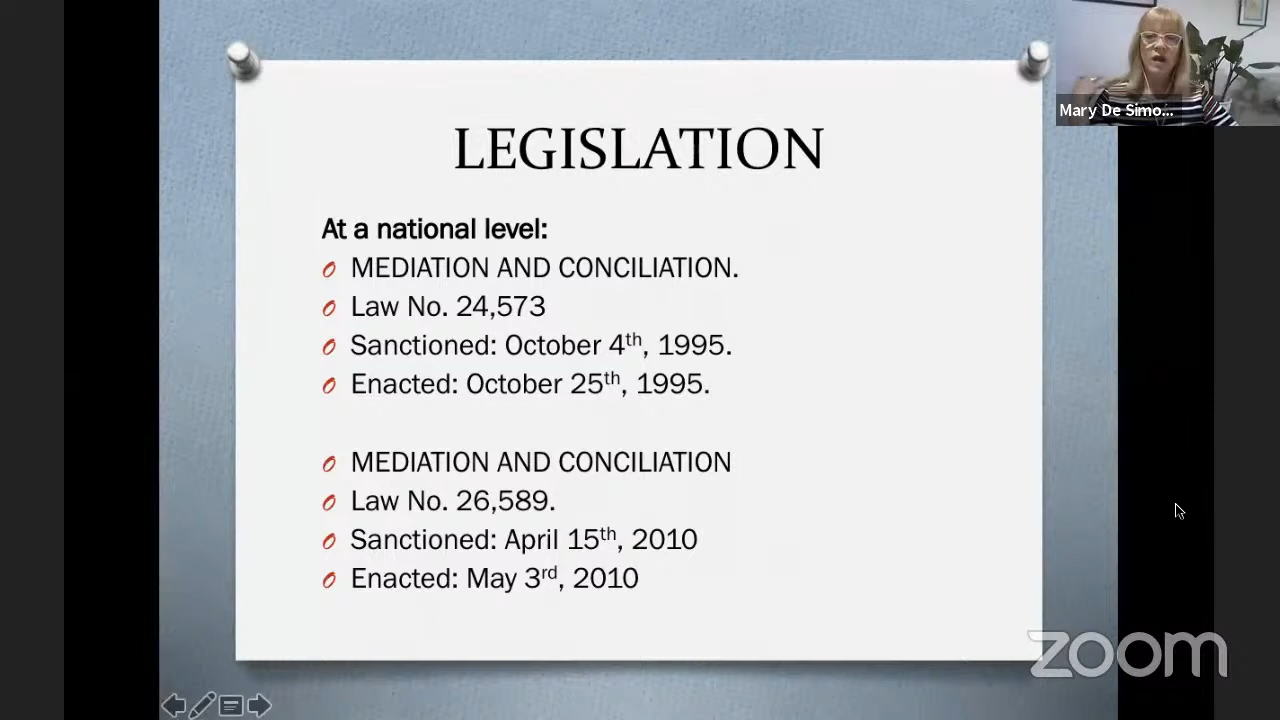 Mary De Simo...
LEGISLATION
At a national level:
MEDIATION AND CONCILIATION.
Law No. 24,573
Sanctioned: October 4th, 1995.
Enacted: October 25th, 1995.
MEDIATION AND CONCILIATION
Law No. 26,589.
Sanctioned: April 15th, 2010
Enacted: May 3rd, 2010
zoom